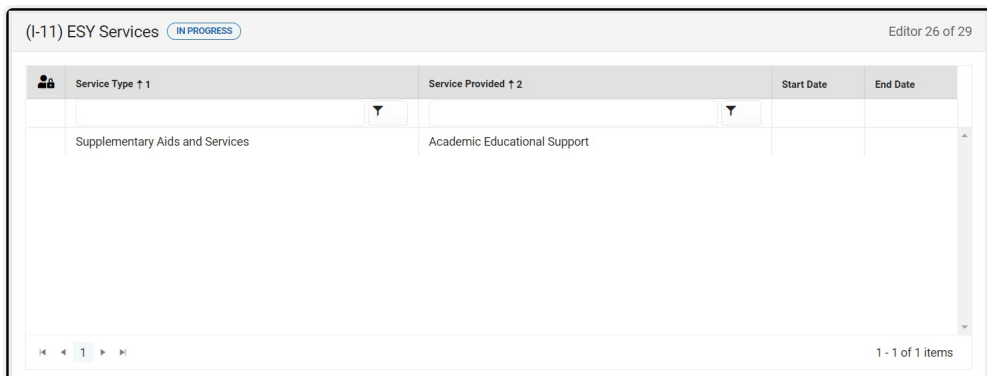 (I-11) ESY Services IN PROGRESS Editor 26 of 29
Service Type ↑ 1 Service Provided ↑ 2 Start Date End Date
Supplementary Aids and Services Academic Educational Support
1 1 - 1 of 1 items